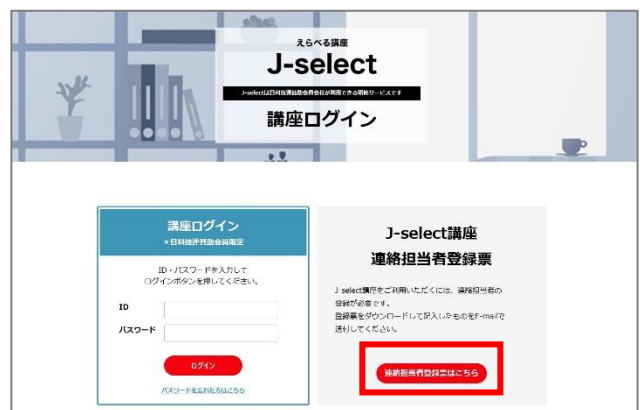 えらべる講座
J-select
J-selectは日科技連賛助会員会社が利用できる研修サービスです
講座ログイン
講座ログイン
*日科技連賛助会員限定
ID・パスワードを入力して
ログインボタンを押してください。
ID
パスワード
ログイン
パスワードを忘れた方はこちら
J-select講座
連絡担当者登録票
J-select講座をご利用いただくには、連絡担当者の
登録が必要です。
登録票をダウンロードして記入したものをE-mailで
送付してください。
連絡担当者登録票はこちら